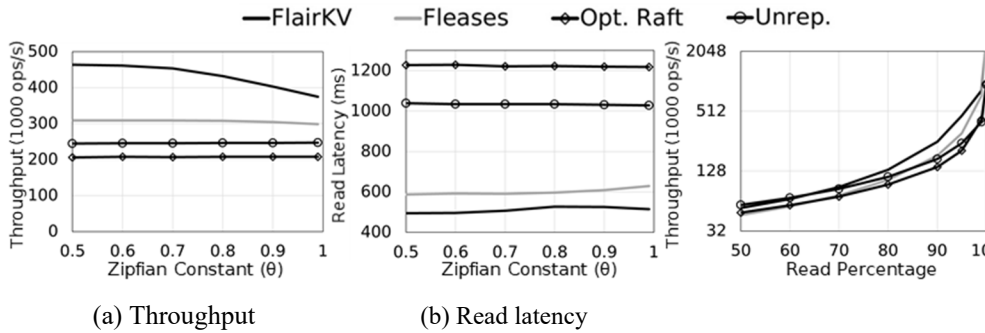 FlairKV Fleases Opt. Raft Unrep.
Throughput (1000 ops/s)
500
400
300
200
100
0
0.5 0.6 0.7 0.8 0.9 1
Zipfian Constant (θ)
Read Latency (ms)
1200
1000
800
600
400
0.5 0.6 0.7 0.8 0.9 1
Zipfian Constant (θ)
Throughput (1000 ops/s)
2048
512
128
32
50 60 70 80 90 10
Read Percentage
(a) Throughput (b) Read latency